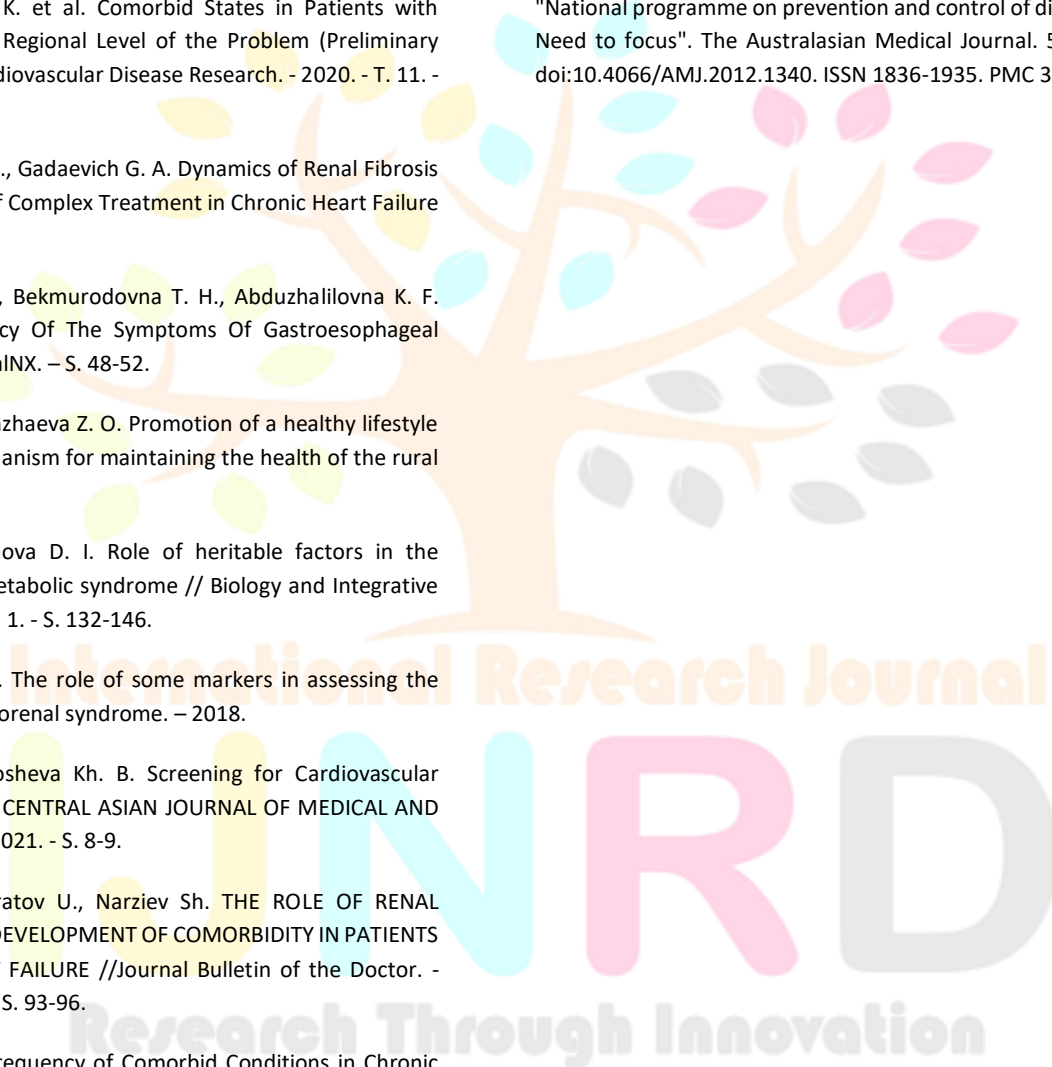 K. et al. Comorbid States in Patients with
Regional Level of the Problem (Preliminary
diovascular Disease Research. - 2020. - T. 11. -
., Gadaevich G. A. Dynamics of Renal Fibrosis
f Complex Treatment in Chronic Heart Failure
, Bekmurodovna T. H., Abduzhalilovna K. F.
cy Of The Symptoms Of Gastroesophageal
alNX. – S. 48-52.
zhaeva Z. O. Promotion of a healthy lifestyle
anism for maintaining the health of the rural
ova D. I. Role of heritable factors in the
etabolic syndrome // Biology and Integrative
1. - S. 132-146.
. The role of some markers in assessing the
orenal syndrome. – 2018.
osheva Kh. B. Screening for Cardiovascular
CENTRAL ASIAN JOURNAL OF MEDICAL AND
021. - S. 8-9.
ratov U., Narziev Sh. THE ROLE OF RENAL
DEVELOPMENT OF COMORBIDITY IN PATIENTS
FAILURE //Journal Bulletin of the Doctor. -
S. 93-96.
requency of Comorbid Conditions in Chronic
"National programme on prevention and control of di
Need to focus". The Australasian Medical Journal. 5
doi:10.4066/AMJ.2012.1340. ISSN 1836-1935. PMC 3
International Research Journal
IJNRD
Research Through Innovation